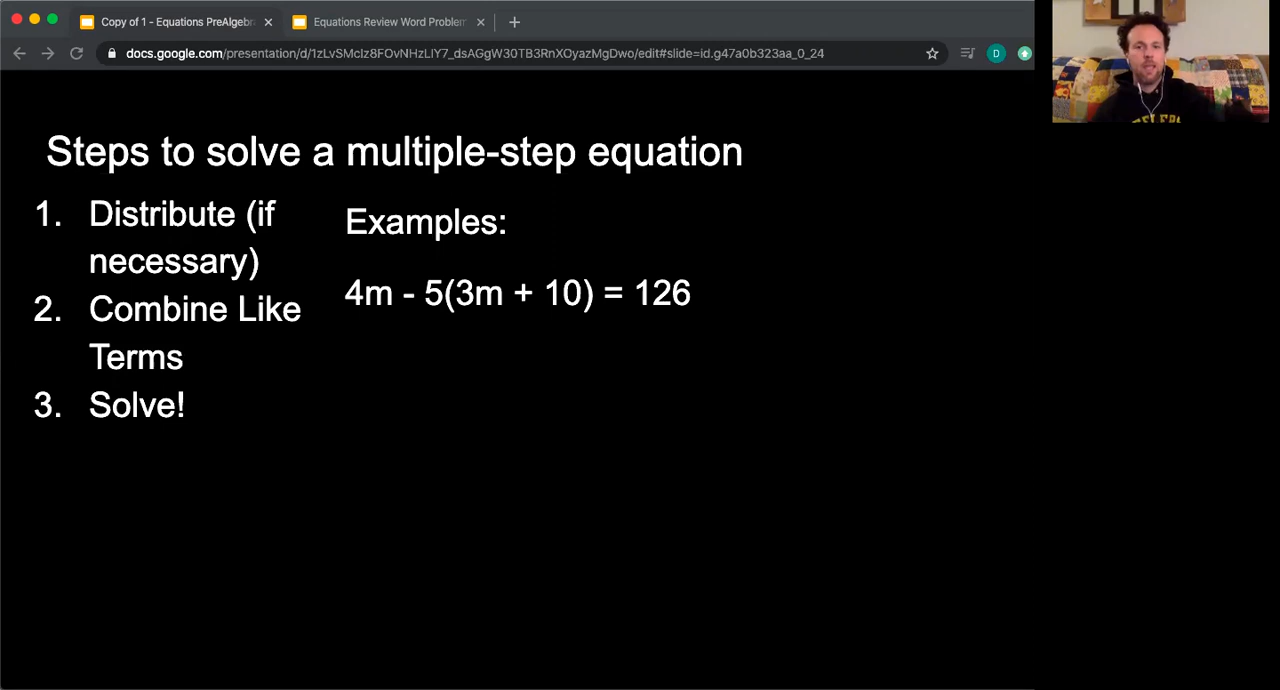 Copy of 1 - Equations PreAlgebra
Equations Review Word Problem
docs.google.com/presentation/d/1zLvSMcIz8FOvNHzLIY7_dsAGgW30TB3RnXOyazMgDwo/edit#slide=id.g47a0b323aa_0_24
D
Steps to solve a multiple-step equation
1. Distribute (if
necessary)
2. Combine Like
Terms
3. Solve!
Examples:
4m - 5(3m + 10) = 126